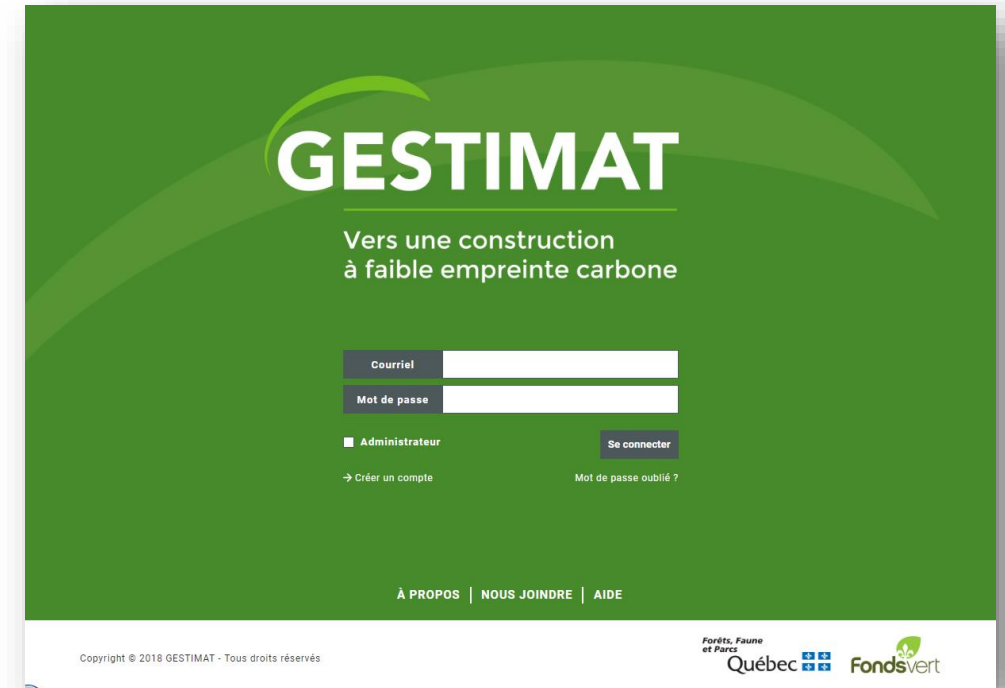 GESTIMAT
Vers une construction
à faible empreinte carbone
Courriel
Mot de passe
Administrateur
Se connecter
→ Créer un compte
Mot de passe oublié ?
À PROPOS | NOUS JOINDRE | AIDE
Copyright © 2018 GESTIMAT - Tous droits réservés
Forêts, Faune
et Parcs
Québec
Fondsvert